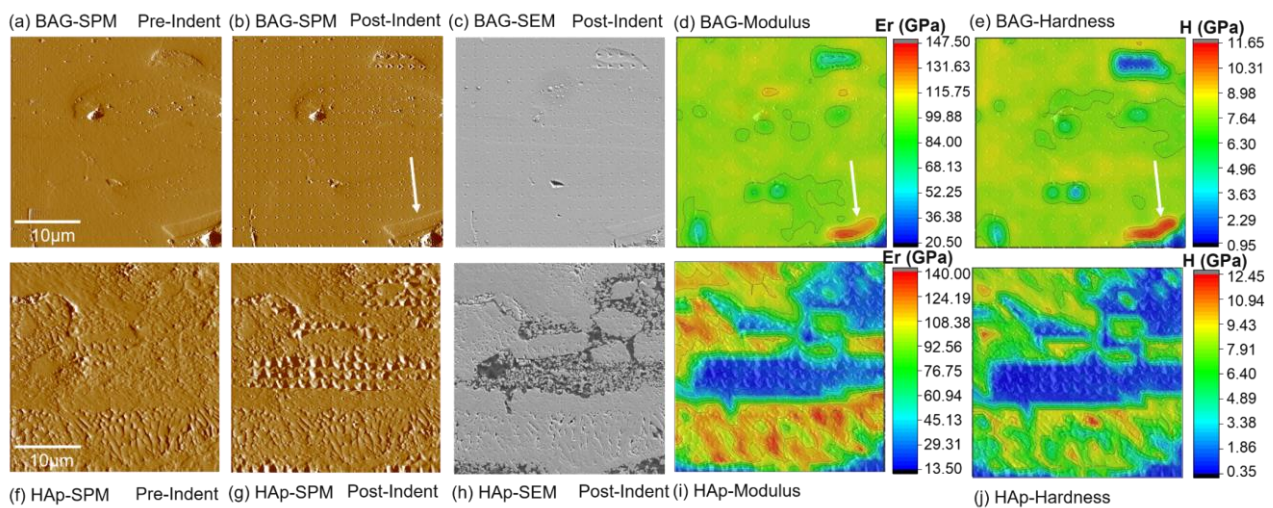 (a) BAG-SPM Pre-Indent
(b) BAG-SPM Post-Indent
(c) BAG-SEM Post-Indent
(d) BAG-Modulus
Er (GPa)
(e) BAG-Hardness
H (GPa)
147.50
131.63
115.75
99.88
84.00
68.13
52.25
36.38
20.50
11.65
10.31
8.98
7.64
6.30
4.96
3.63
2.29
0.95
10µm
Er (GPa)
H (GPa)
140.00
124.19
108.38
92.56
76.75
60.94
45.13
29.31
13.50
12.45
10.94
9.43
7.91
6.40
4.89
3.38
1.86
0.35
10µm
(f) HAp-SPM Pre-Indent
(g) HAp-SPM Post-Indent
(h) HAp-SEM Post-Indent
(i) HAp-Modulus
(j) HAp-Hardness